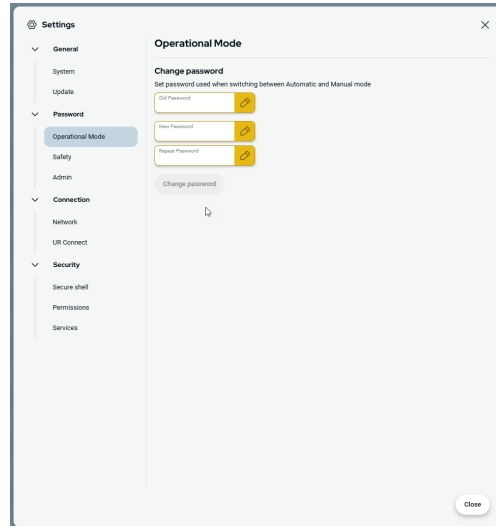 Settings
General
System
Update
Password
Operational Mode
Safety
Admin
Connection
Network
UR Connect
Security
Secure shell
Permissions
Services
Operational Mode
Change password
Set password used when switching between Automatic and Manual mode
Old Password
New Password
Repeat Password
Change password
Close